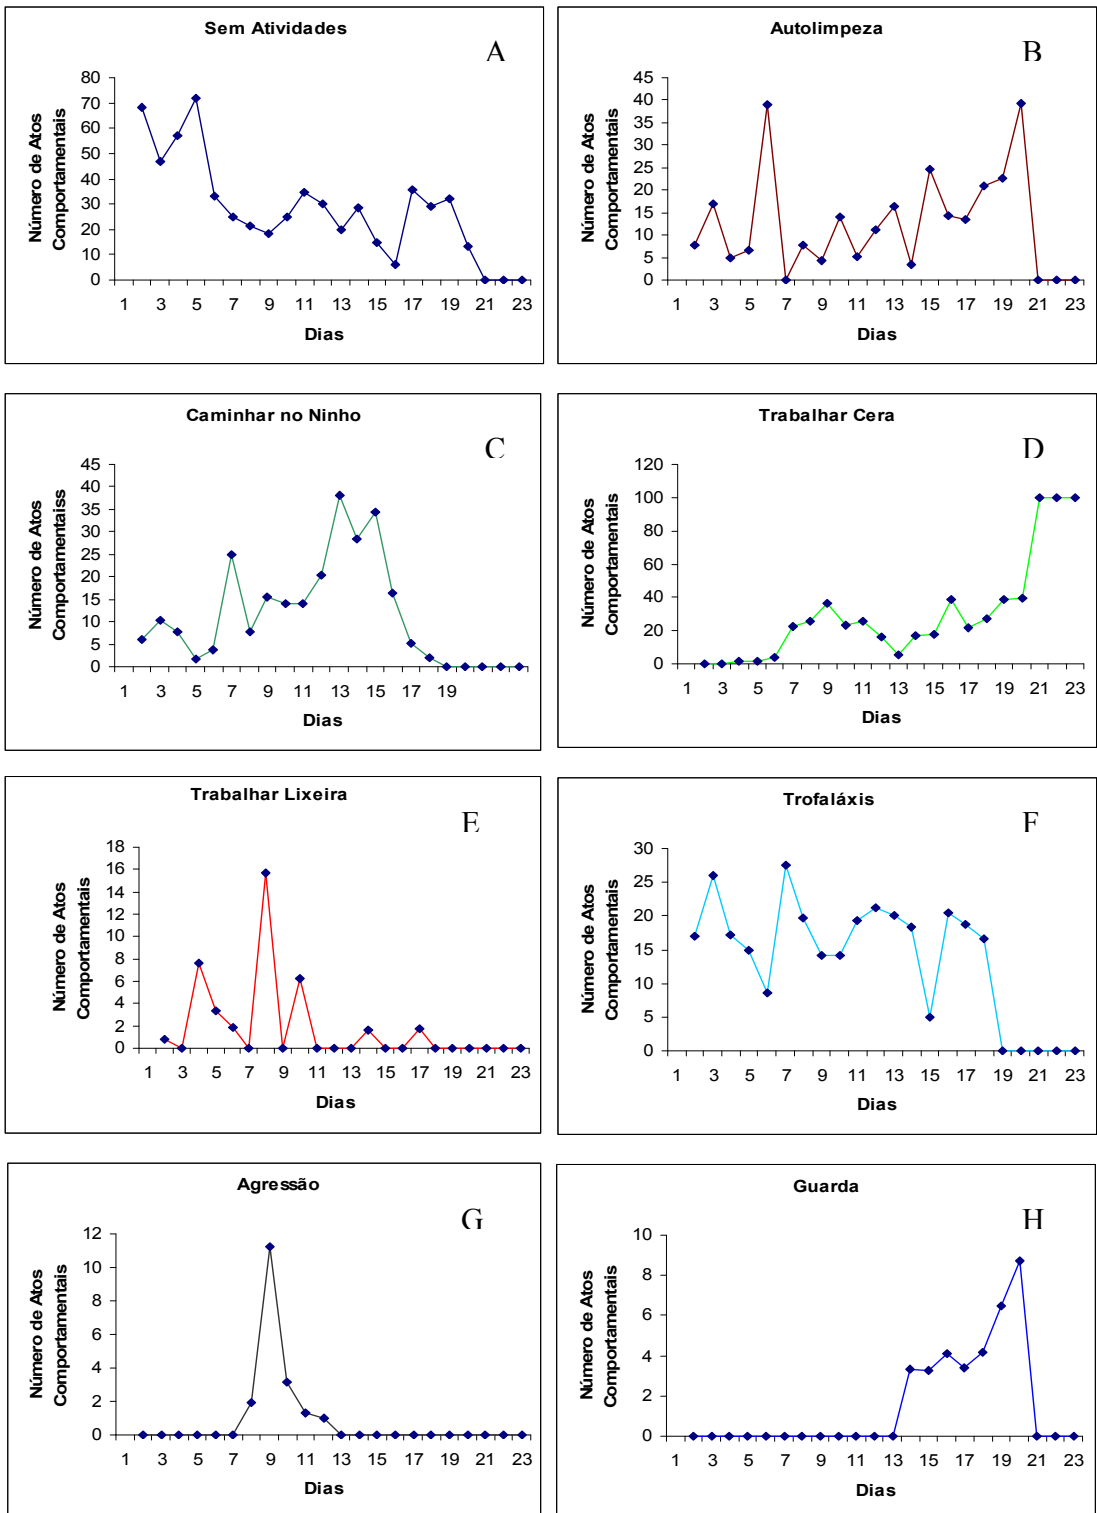 Sem Atividades
A
Número de Atos
Comportamentais
80
70
60
50
40
30
20
10
0
1 3 5 7 9 11 13 15 17 19 21 23
Dias
Autolimpeza
B
Número de Atos
Comportamentais
45
40
35
30
25
20
15
10
5
0
1 3 5 7 9 11 13 15 17 19 21 23
Dias
Caminhar no Ninho
C
Número de Atos
Comportamentaiss
45
40
35
30
25
20
15
10
5
0
1 3 5 7 9 11 13 15 17 19
Dias
Trabalhar Cera
D
Número de Atos
Comportamentais
120
100
80
60
40
20
0
1 3 5 7 9 11 13 15 17 19 21 23
Dias
Trabalhar Lixeira
E
Número de Atos
Comportamentais
18
16
14
12
10
8
6
4
2
0
1 3 5 7 9 11 13 15 17 19 21 23
Dias
Trofaláxis
F
Número de Atos
Comportamentais
30
25
20
15
10
5
0
1 3 5 7 9 11 13 15 17 19 21 23
Dias
Agressão
G
Número de Atos
Comportamentais
12
10
8
6
4
2
0
1 3 5 7 9 11 13 15 17 19 21 23
Dias
Guarda
H
Número de Atos
Comportamentais
10
8
6
4
2
0
1 3 5 7 9 11 13 15 17 19 21 23
Dias